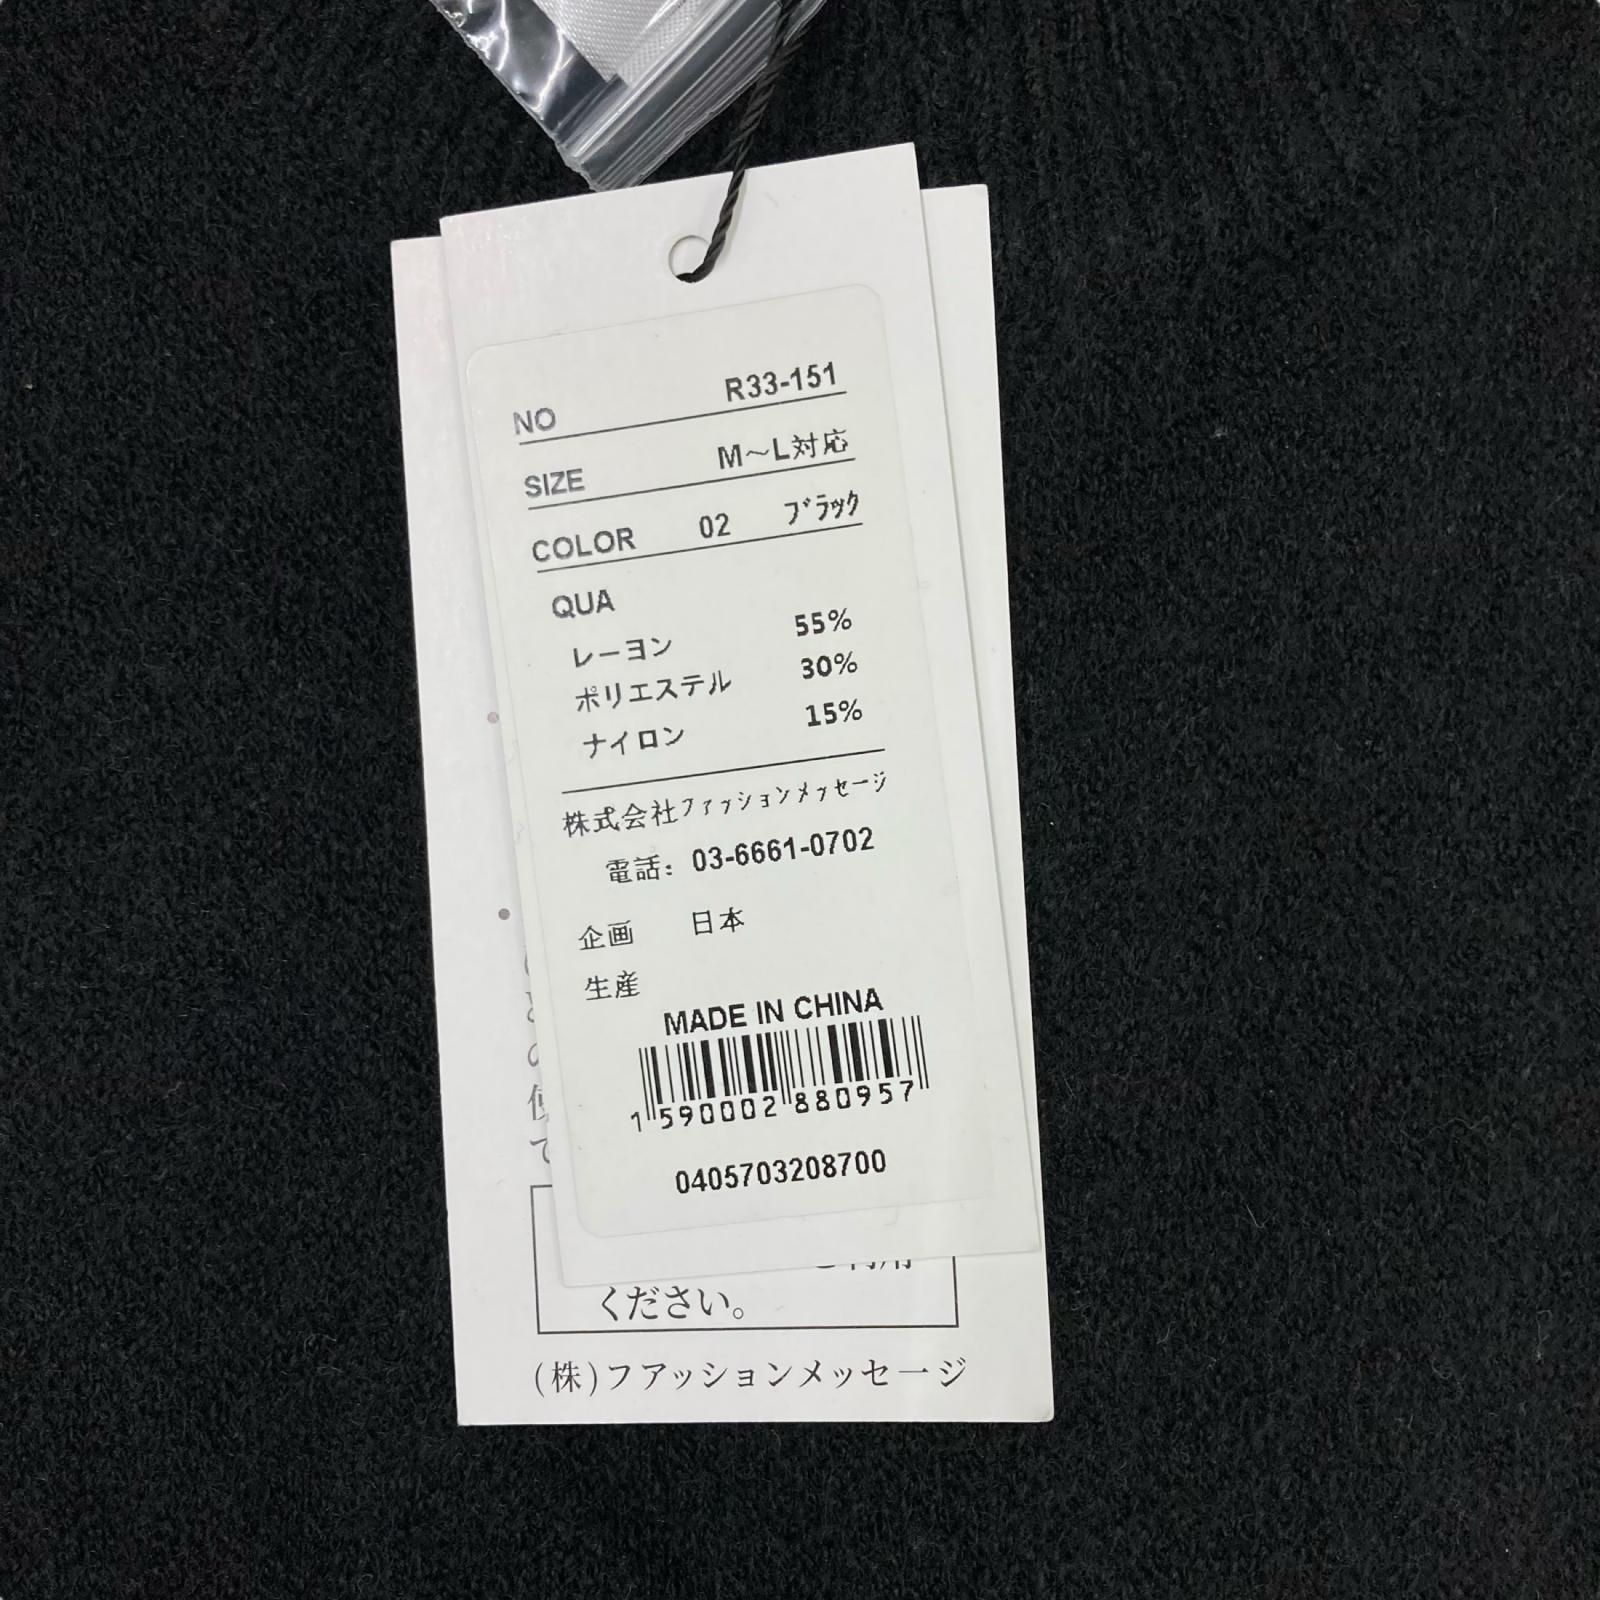 NO R33-151
SIZE M～L対応
COLOR 02 ﾌﾞﾗｯｸ
QUA
レーヨン 55%
ポリエステル 30%
ナイロン 15%
株式会社ﾌｧｯｼｮﾝﾒｯｾｰｼﾞ
電話: 03-6661-0702
企画 日本
生産
MADE IN CHINA
1 590002 880957
0405703208700
ください。
(株)フアッションメッセージ